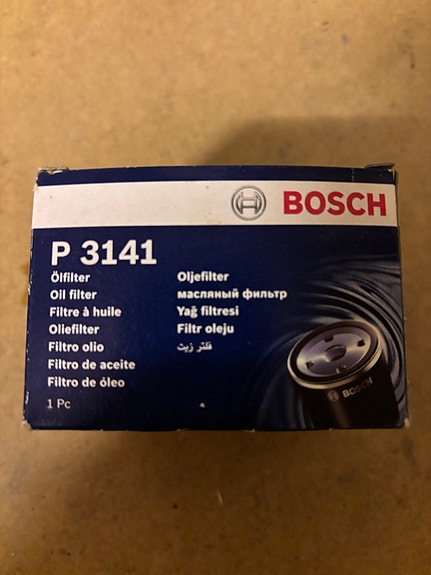 BOSCH
P 3141
Ölfilter
Oil filter
Filtre à huile
Oliefilter
Filtro olio
Filtro de aceite
Filtro de óleo
Oljefilter
масляный фильтр
Yağ filtresi
Filtr oleju
فلتر زيت
1 Pc
BOSCH